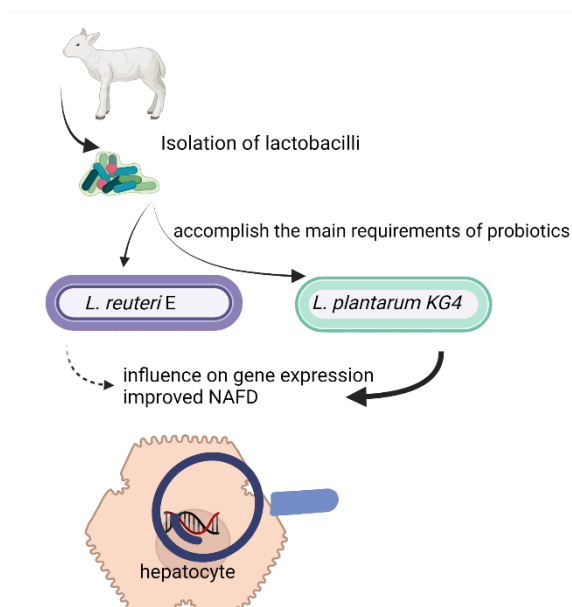 Isolation of lactobacilli
accomplish the main requirements of probiotics
L. reuteri E
L. plantarum KG4
influence on gene expression
improved NAFD
hepatocyte